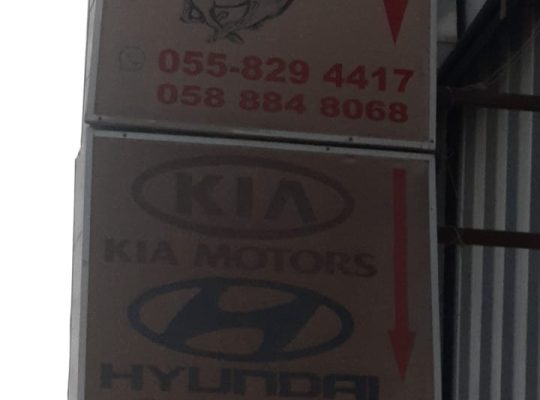 055-829 4417
058 884 8068
KIA
KIA MOTORS
HYUNDAI